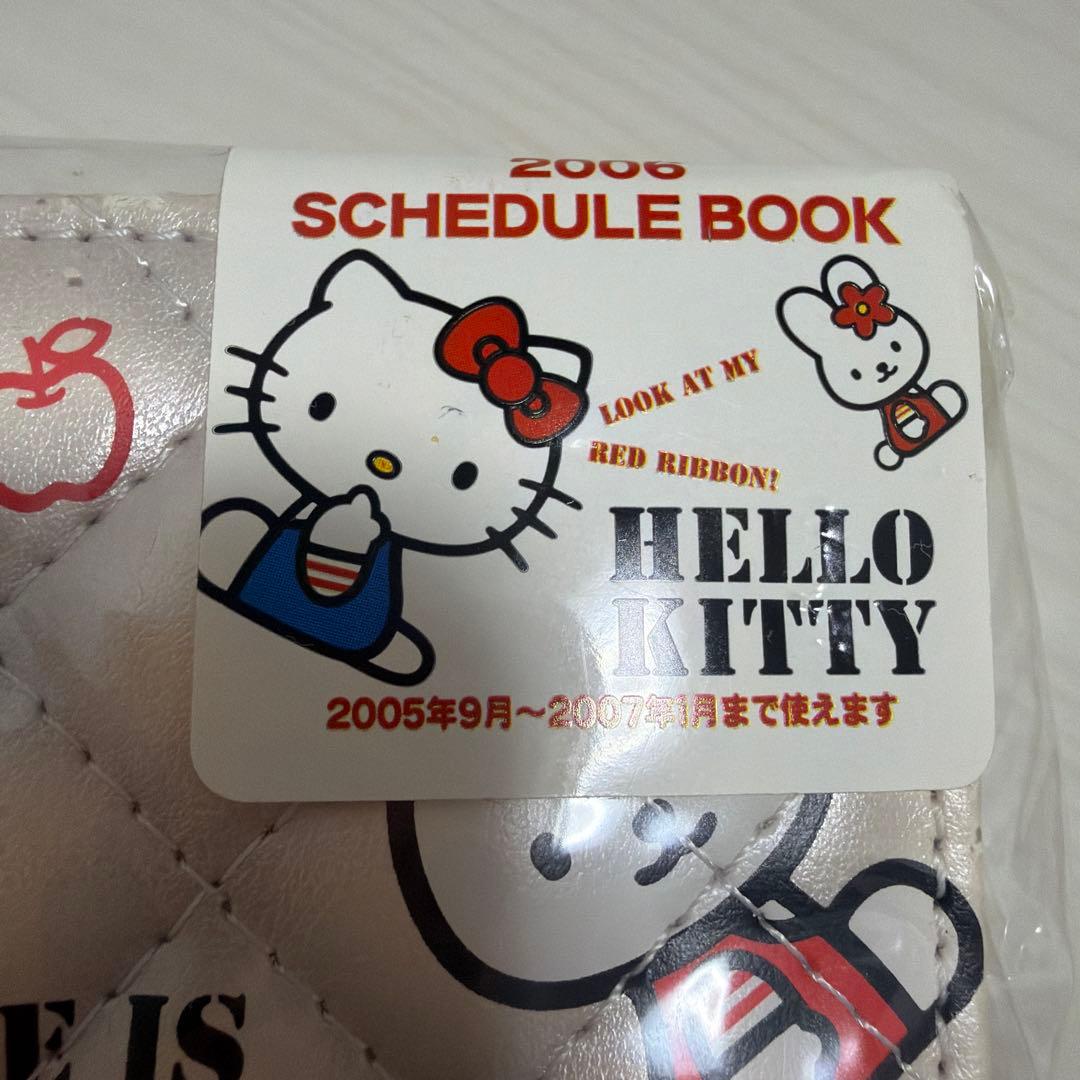 2006
SCHEDULE BOOK
LOOK AT MY
RED RIBBON!
HELLO
KITTY
2005年9月～2007年1月まで使えます
E IS